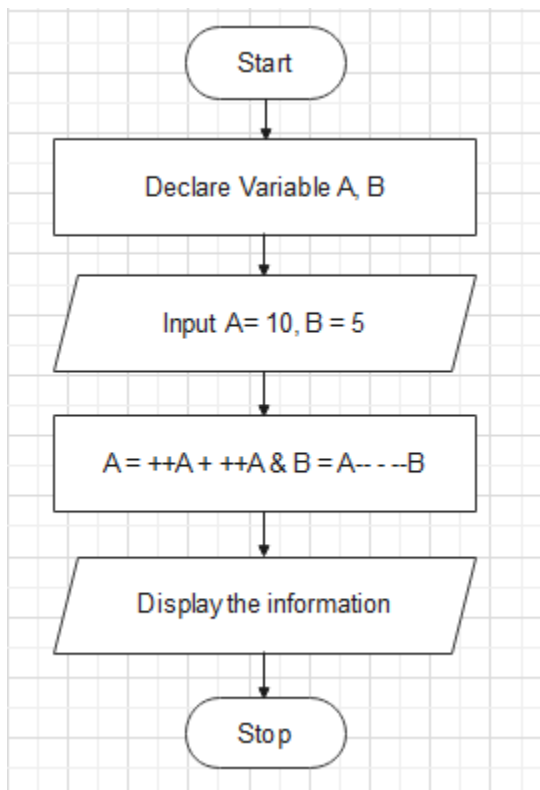 Start
Declare Variable A, B
Input A= 10, B = 5
A = ++A + ++A & B = A-- - --B
Display the information
Stop